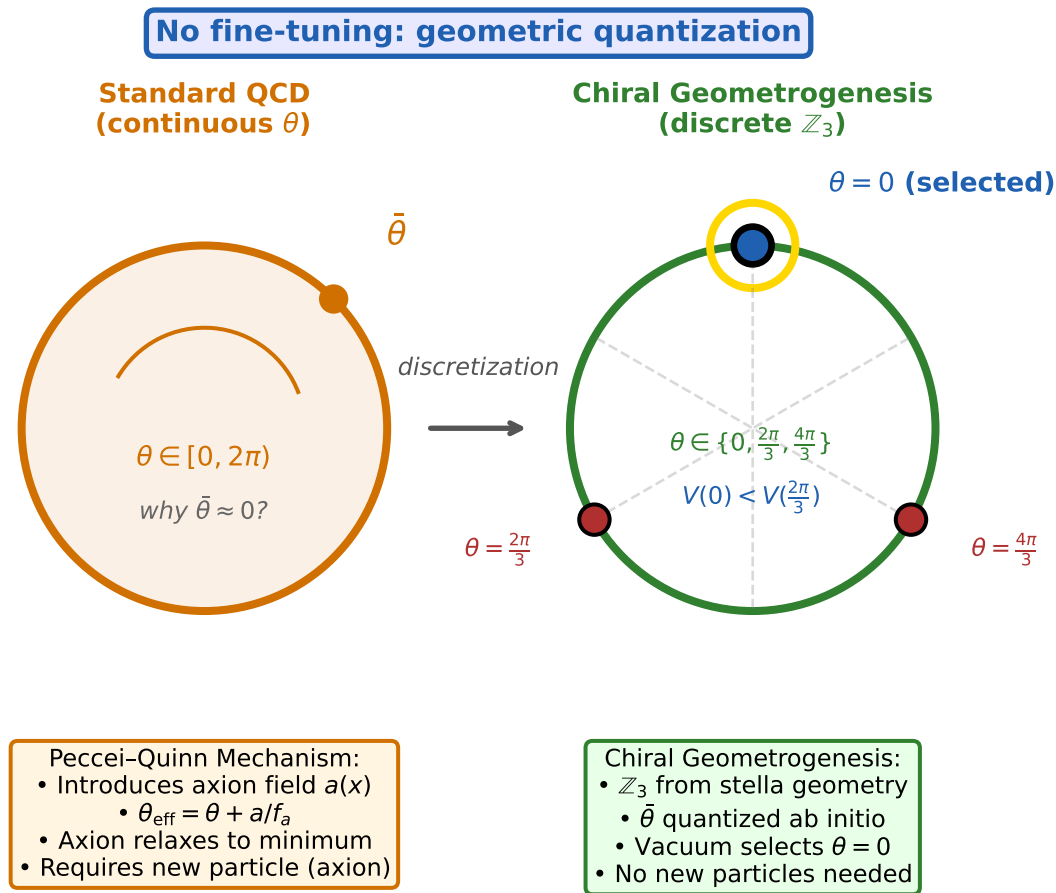 No fine-tuning: geometric quantization
Standard QCD
(continuous θ)
Chiral Geometrogenesis
(discrete ℤ₃)
θ = 0 (selected)
θ̄
discretization
θ ∈ [0, 2π)
why θ̄ ≈ 0?
θ ∈ {0, 2π/3, 4π/3}
V(0) < V(2π/3)
θ = 2π/3
θ = 4π/3
Peccei–Quinn Mechanism:
• Introduces axion field a(x)
• θ_eff = θ + a/f_a
• Axion relaxes to minimum
• Requires new particle (axion)
Chiral Geometrogenesis:
• ℤ₃ from stella geometry
• θ̄ quantized ab initio
• Vacuum selects θ = 0
• No new particles needed